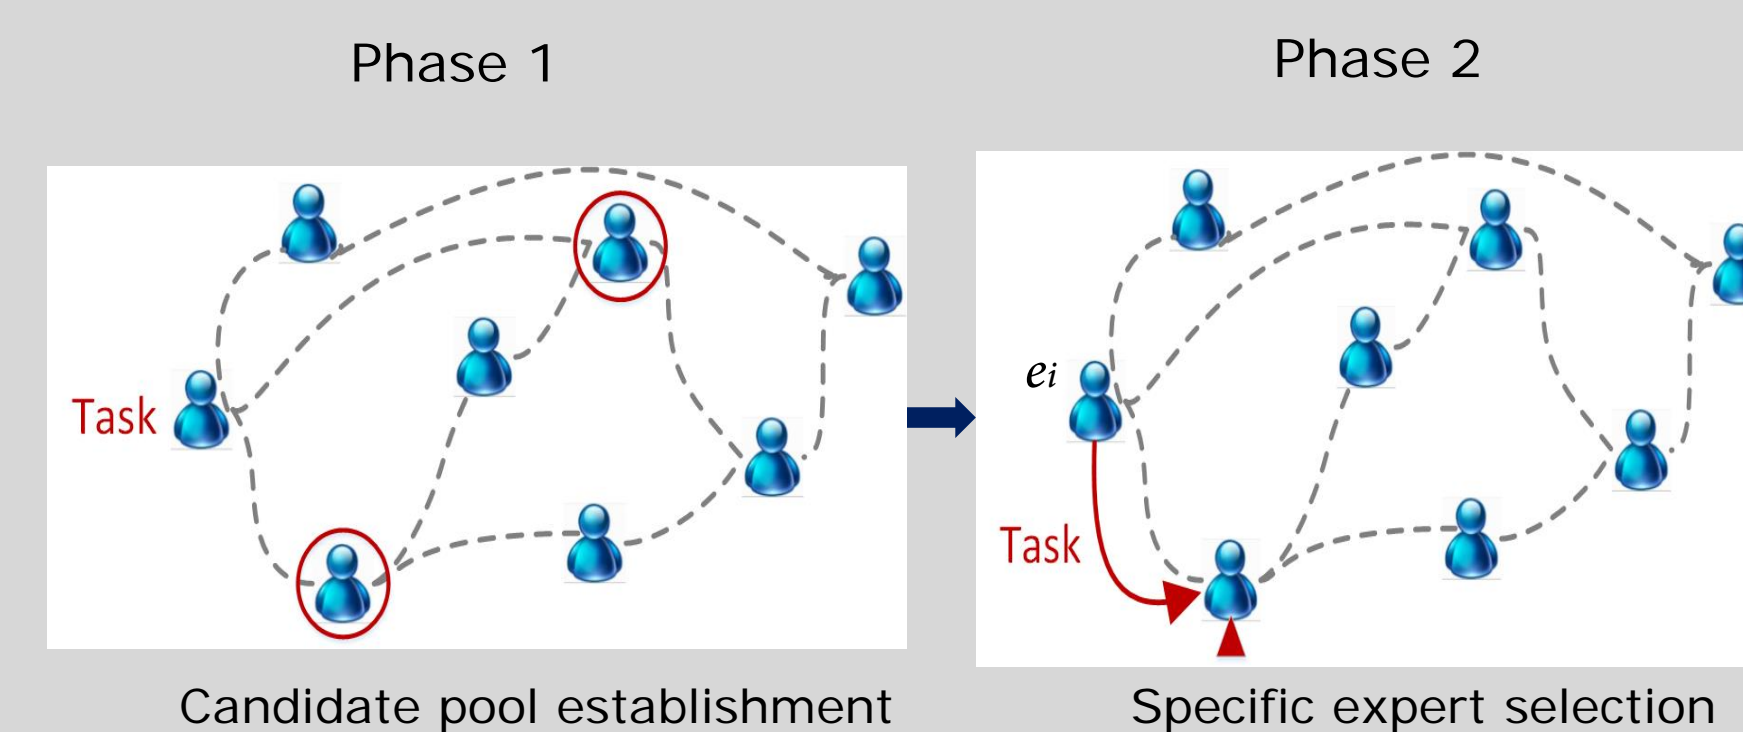 Phase 1
Phase 2
Task
ei
Task
Candidate pool establishment
Specific expert selection